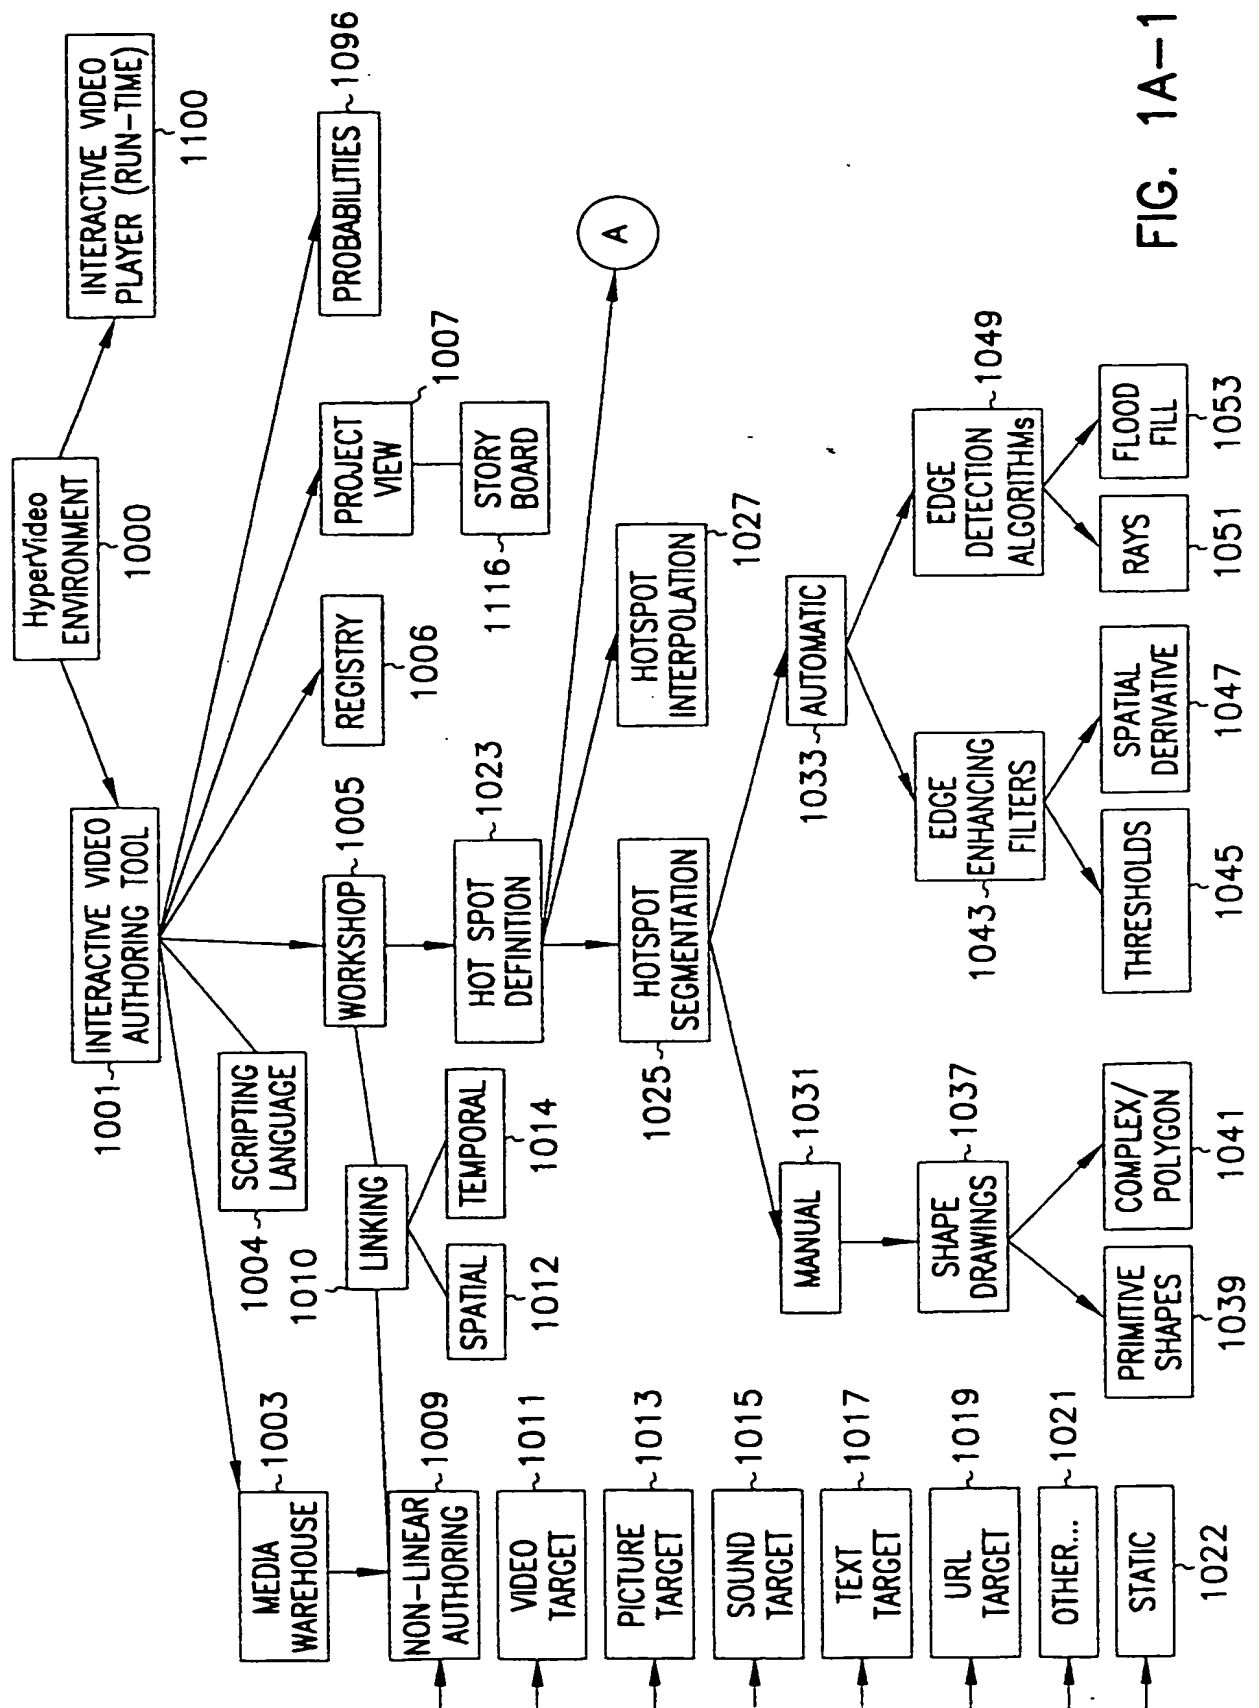 HyperVideo
ENVIRONMENT
1000
INTERACTIVE VIDEO
AUTHORING TOOL
1001
INTERACTIVE VIDEO
PLAYER (RUN-TIME)
1100
MEDIA
WAREHOUSE
1003
SCRIPTING
LANGUAGE
1004
WORKSHOP
1005
REGISTRY
1006
PROJECT
VIEW
1007
PROBABILITIES
1096
NON-LINEAR
AUTHORING
1009
LINKING
1010
SPATIAL
1012
TEMPORAL
1014
HOT SPOT
DEFINITION
1023
STORY
BOARD
1116
VIDEO
TARGET
1011
PICTURE
TARGET
1013
SOUND
TARGET
1015
TEXT
TARGET
1017
URL
TARGET
1019
OTHER...
1021
STATIC
1022
HOTSPOT
SEGMENTATION
1025
HOTSPOT
INTERPOLATION
1027
A
MANUAL
1031
AUTOMATIC
1033
SHAPE
DRAWINGS
1037
EDGE
ENHANCING
FILTERS
1043
EDGE
DETECTION
ALGORITHMs
1049
PRIMITIVE
SHAPES
1039
COMPLEX/
POLYGON
1041
THRESHOLDS
1045
SPATIAL
DERIVATIVE
1047
RAYS
1051
FLOOD
FILL
1053
FIG. 1A-1